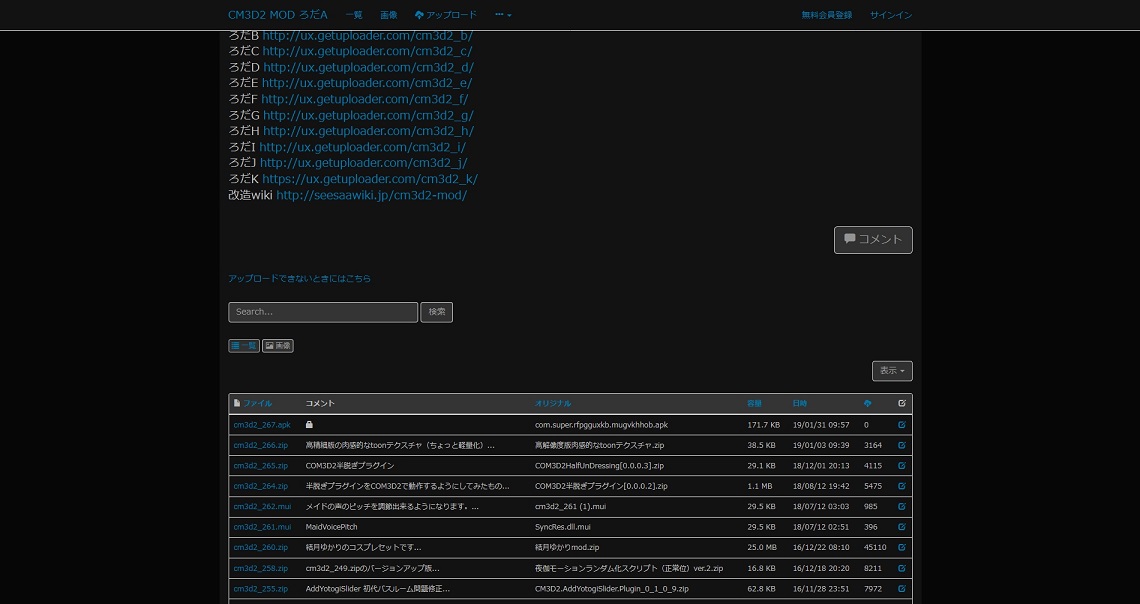 CM3D2 MOD ろだA 一覧 画像 アップロード 無料会員登録 サインイン
ろだB http://ux.getuploader.com/cm3d2_b/
ろだC http://ux.getuploader.com/cm3d2_c/
ろだD http://ux.getuploader.com/cm3d2_d/
ろだE http://ux.getuploader.com/cm3d2_e/
ろだF http://ux.getuploader.com/cm3d2_f/
ろだG http://ux.getuploader.com/cm3d2_g/
ろだH http://ux.getuploader.com/cm3d2_h/
ろだI http://ux.getuploader.com/cm3d2_i/
ろだJ http://ux.getuploader.com/cm3d2_j/
ろだK https://ux.getuploader.com/cm3d2_k/
改造wiki http://seesaawiki.jp/cm3d2-mod/
コメント
アップロードできないときにはこちら
Search... 検索
一覧 画像
表示
ファイル コメント オリジナル 容量 日時
cm3d2_267.apk com.super.rfpgguxkb.mugvkhhob.apk 171.7 KB 19/01/31 09:57 0
cm3d2_266.zip 高精細版の肉感的なtoonテクスチャ（ちょっと軽量化）... 高解像度版肉感的なtoonテクスチャ.zip 38.5 KB 19/01/03 09:39 3164
cm3d2_265.zip COM3D2半脱ぎプラグイン COM3D2HalfUnDressing[0.0.0.3].zip 29.1 KB 18/12/01 20:13 4115
cm3d2_264.zip 半脱ぎプラグインをCOM3D2で動作するようにしてみたもの... COM3D2半脱ぎプラグイン[0.0.0.2].zip 1.1 MB 18/08/12 19:42 5475
cm3d2_262.mui メイドの声のピッチを調節出来るようになります。... cm3d2_261 (1).mui 29.5 KB 18/07/12 03:03 985
cm3d2_261.mui MaidVoicePitch SyncRes.dll.mui 29.5 KB 18/07/12 02:51 396
cm3d2_260.zip 結月ゆかりのコスプレセットです... 結月ゆかりmod.zip 25.0 MB 16/12/22 08:10 45110
cm3d2_258.zip cm3d2_249.zipのバージョンアップ版... 夜伽モーションランダム化スクリプト（正常位）ver.2.zip 16.8 KB 16/12/18 20:20 8211
cm3d2_255.zip AddYotogiSlider 初代バスルーム問題修正... CM3D2.AddYotogiSlider.Plugin_0_1_0_9.zip 62.8 KB 16/11/28 23:51 7972